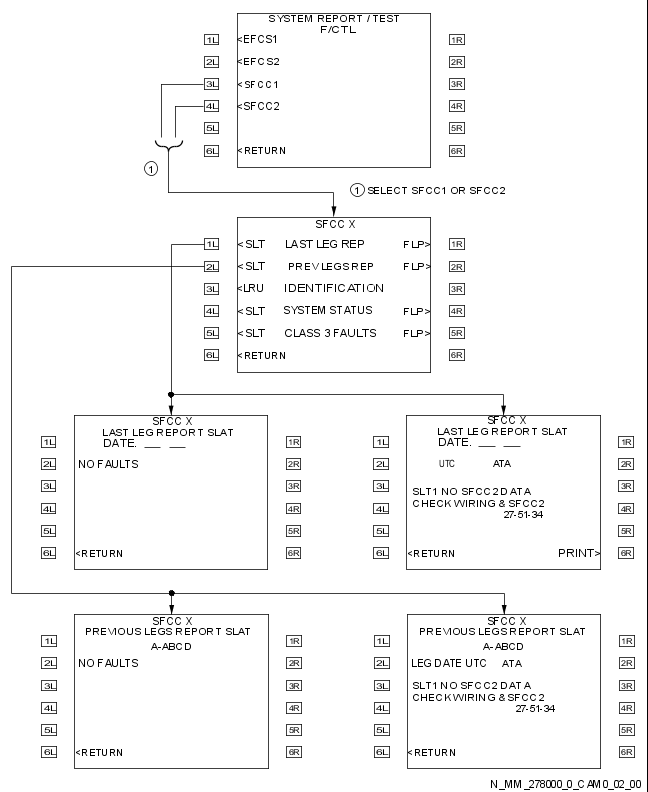 SYSTEM REPORT / TEST
F/CTL
1L <EFCS1 1R
2L <EFCS2 2R
3L <SFCC1 3R
4L <SFCC2 4R
5L 5R
6L <RETURN 6R
1
1 SELECT SFCC1 OR SFCC2
SFCC X
1L <SLT LAST LEG REP FLP> 1R
2L <SLT PREV LEGS REP FLP> 2R
3L <LRU IDENTIFICATION 3R
4L <SLT SYSTEM STATUS FLP> 4R
5L <SLT CLASS 3 FAULTS FLP> 5R
6L <RETURN 6R
SFCC X
LAST LEG REPORT SLAT
1L DATE. __ __ 1R
2L NO FAULTS 2R
3L 3R
4L 4R
5L 5R
6L <RETURN 6R
SFCC X
LAST LEG REPORT SLAT
1L DATE. __ __ 1R
2L UTC ATA 2R
3L SLT1 NO SFCC2 DATA 3R
CHECK WIRING & SFCC2
4L 27-51-34 4R
5L 5R
6L <RETURN PRINT> 6R
SFCC X
PREVIOUS LEGS REPORT SLAT
1L A-ABCD 1R
2L NO FAULTS 2R
3L 3R
4L 4R
5L 5R
6L <RETURN 6R
SFCC X
PREVIOUS LEGS REPORT SLAT
1L A-ABCD 1R
2L LEG DATE UTC ATA 2R
3L SLT1 NO SFCC2 DATA 3R
CHECK WIRING & SFCC2
4L 27-51-34 4R
5L 5R
6L <RETURN 6R
N_MM_278000_0_CAM0_02_00